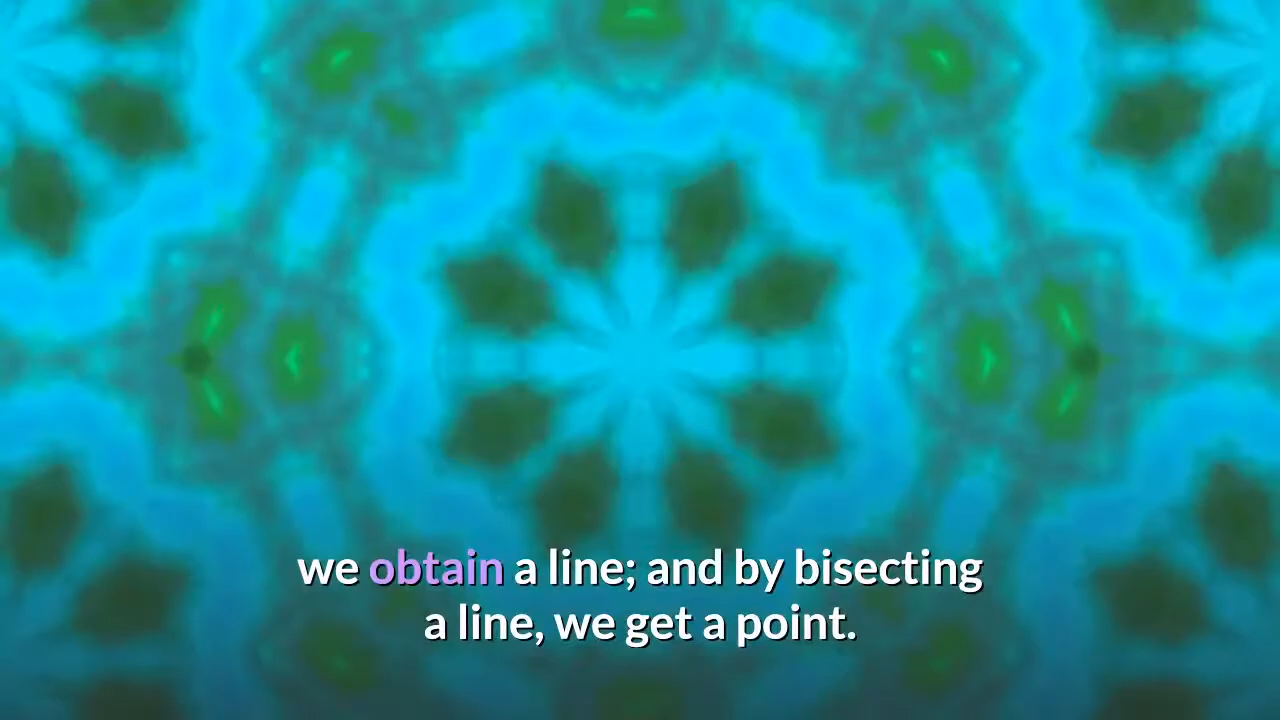 we obtain a line; and by bisecting
a line, we get a point.